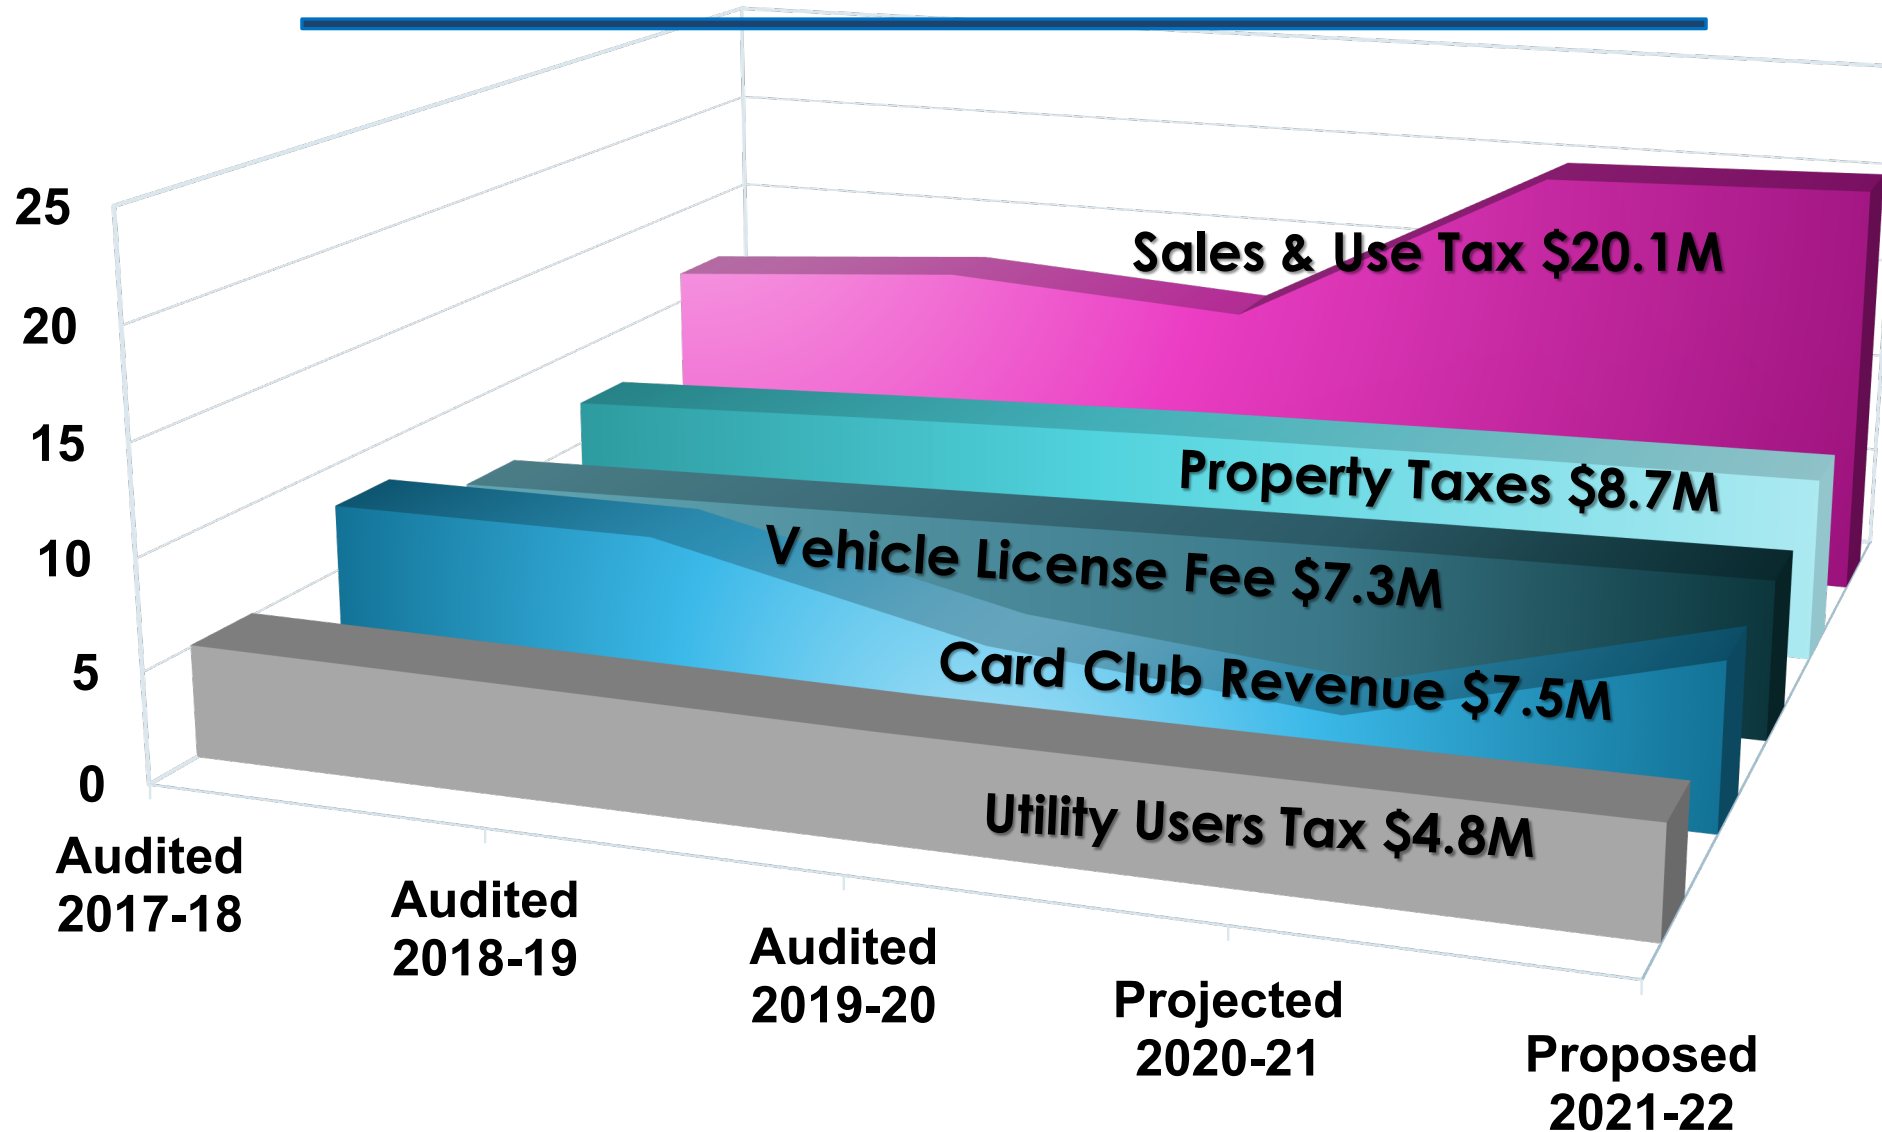 25
20
15
10
5
0
Sales & Use Tax $20.1M
Property Taxes $8.7M
Vehicle License Fee $7.3M
Card Club Revenue $7.5M
Utility Users Tax $4.8M
Audited
2017-18
Audited
2018-19
Audited
2019-20
Projected
2020-21
Proposed
2021-22